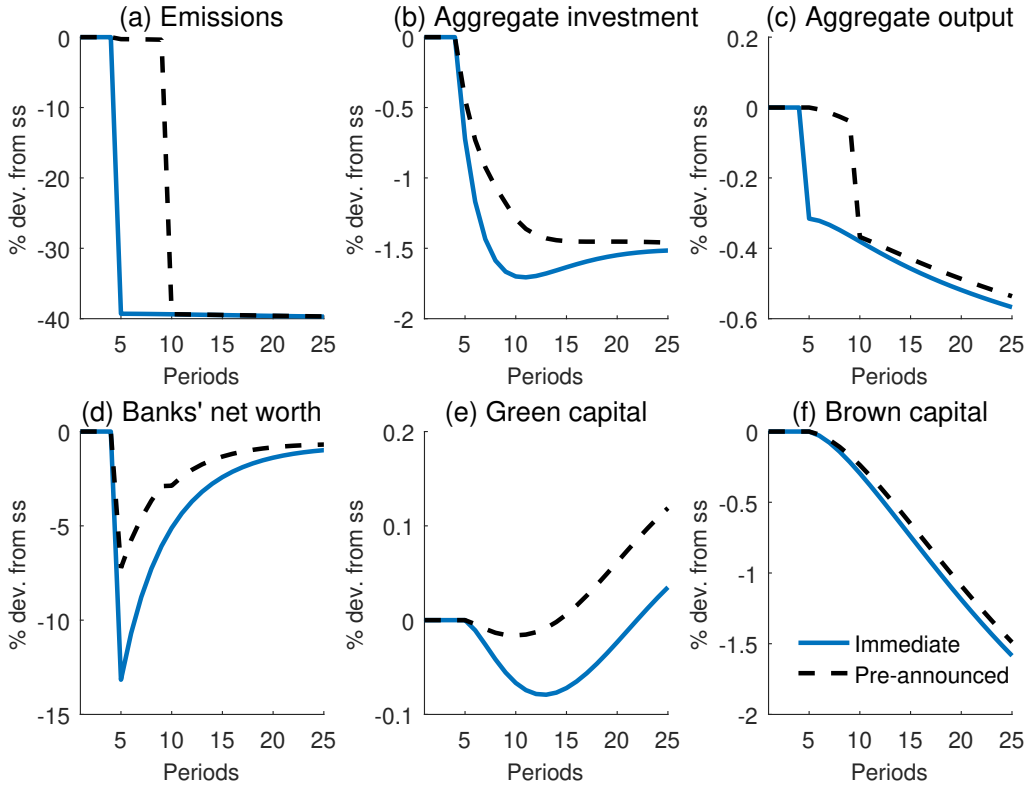 (a) Emissions
(b) Aggregate investment
(c) Aggregate output
% dev. from ss
0
-10
-20
-30
-40
5 10 15 20 25
Periods
% dev. from ss
0
-0.5
-1
-1.5
-2
5 10 15 20 25
Periods
% dev. from ss
0.2
0
-0.2
-0.4
-0.6
5 10 15 20 25
Periods
(d) Banks' net worth
(e) Green capital
(f) Brown capital
% dev. from ss
0
-5
-10
-15
5 10 15 20 25
Periods
% dev. from ss
0.2
0.1
0
-0.1
5 10 15 20 25
Periods
% dev. from ss
0
-0.5
-1
-1.5
-2
5 10 15 20 25
Periods
Immediate
Pre-announced